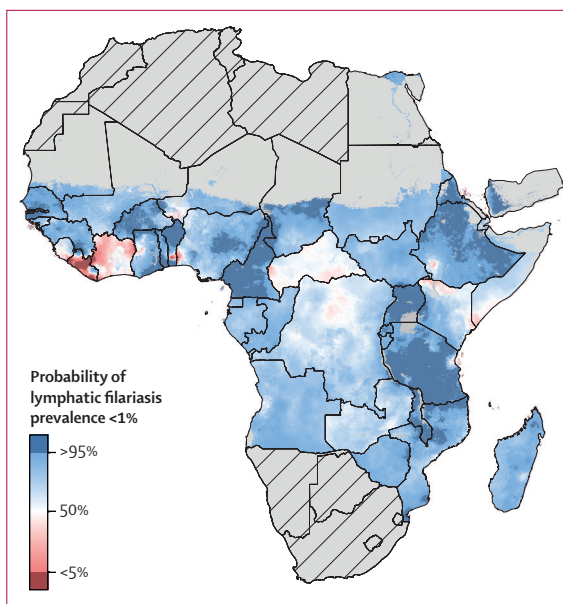 Probability of
lymphatic filariasis
prevalence <1%
>95%
50%
<5%